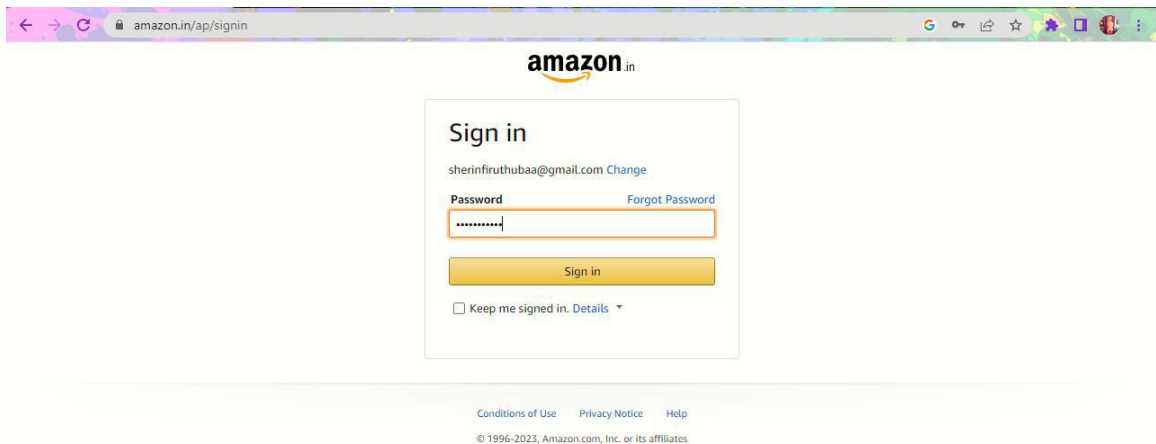 amazon.in/ap/signin
amazon.in
Sign in
sherinfiruthubaa@gmail.com Change
Password Forgot Password
Sign in
Keep me signed in. Details
Conditions of Use Privacy Notice Help
© 1996-2023, Amazon.com, Inc. or its affiliates